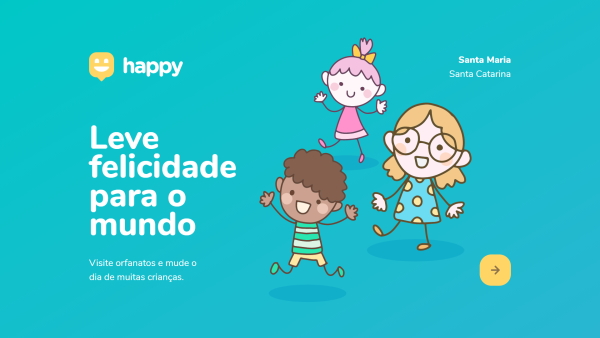 happy
Santa Maria
Santa Catarina
Leve
felicidade
para o
mundo
Visite orfanatos e mude o
dia de muitas crianças.